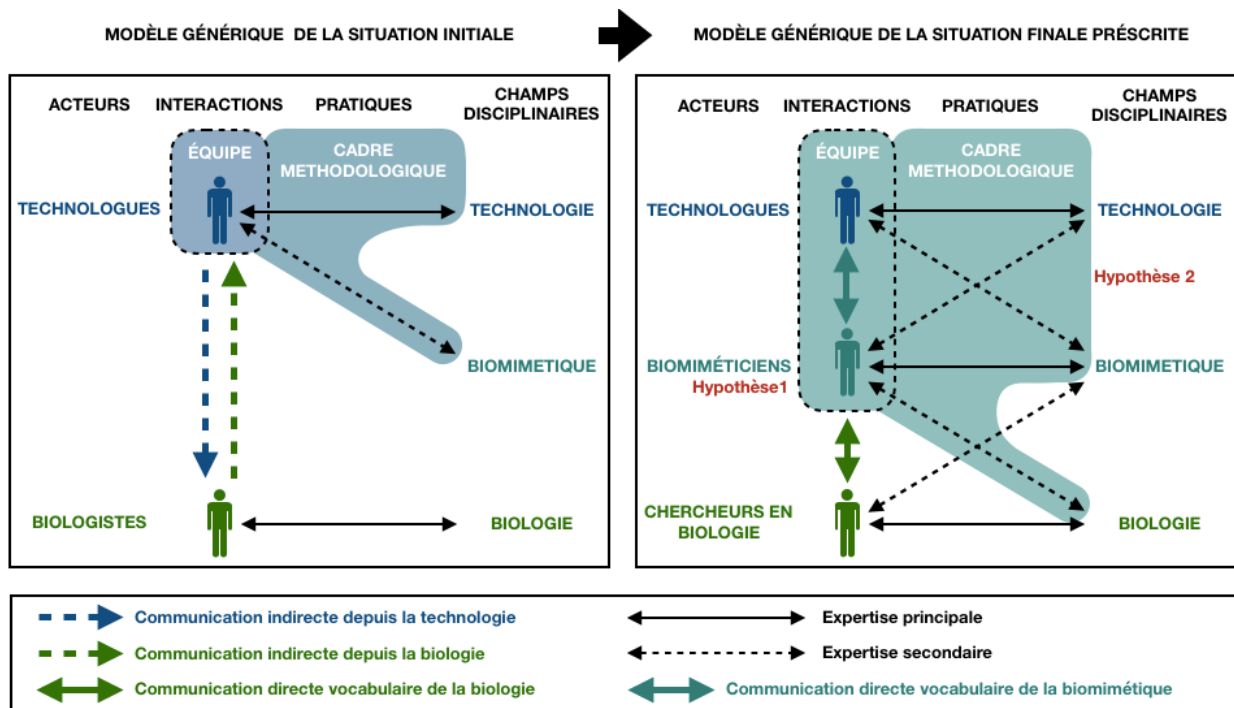 MODÈLE GÉNÉRIQUE DE LA SITUATION INITIALE
MODÈLE GÉNÉRIQUE DE LA SITUATION FINALE PRÉSCRITE
ACTEURS
INTERACTIONS
PRATIQUES
CHAMPS
DISCIPLINAIRES
ÉQUIPE
CADRE
METHODOLOGIQUE
TECHNOLOGUES
TECHNOLOGIE
BIOMIMETIQUE
BIOLOGISTES
BIOLOGIE
ACTEURS
INTERACTIONS
PRATIQUES
CHAMPS
DISCIPLINAIRES
ÉQUIPE
CADRE
METHODOLOGIQUE
TECHNOLOGUES
TECHNOLOGIE
Hypothèse 2
BIOMIMÉTICIENS
Hypothèse1
BIOMIMETIQUE
CHERCHEURS EN
BIOLOGIE
BIOLOGIE
Communication indirecte depuis la technologie
Communication indirecte depuis la biologie
Communication directe vocabulaire de la biologie
Expertise principale
Expertise secondaire
Communication directe vocabulaire de la biomimétique